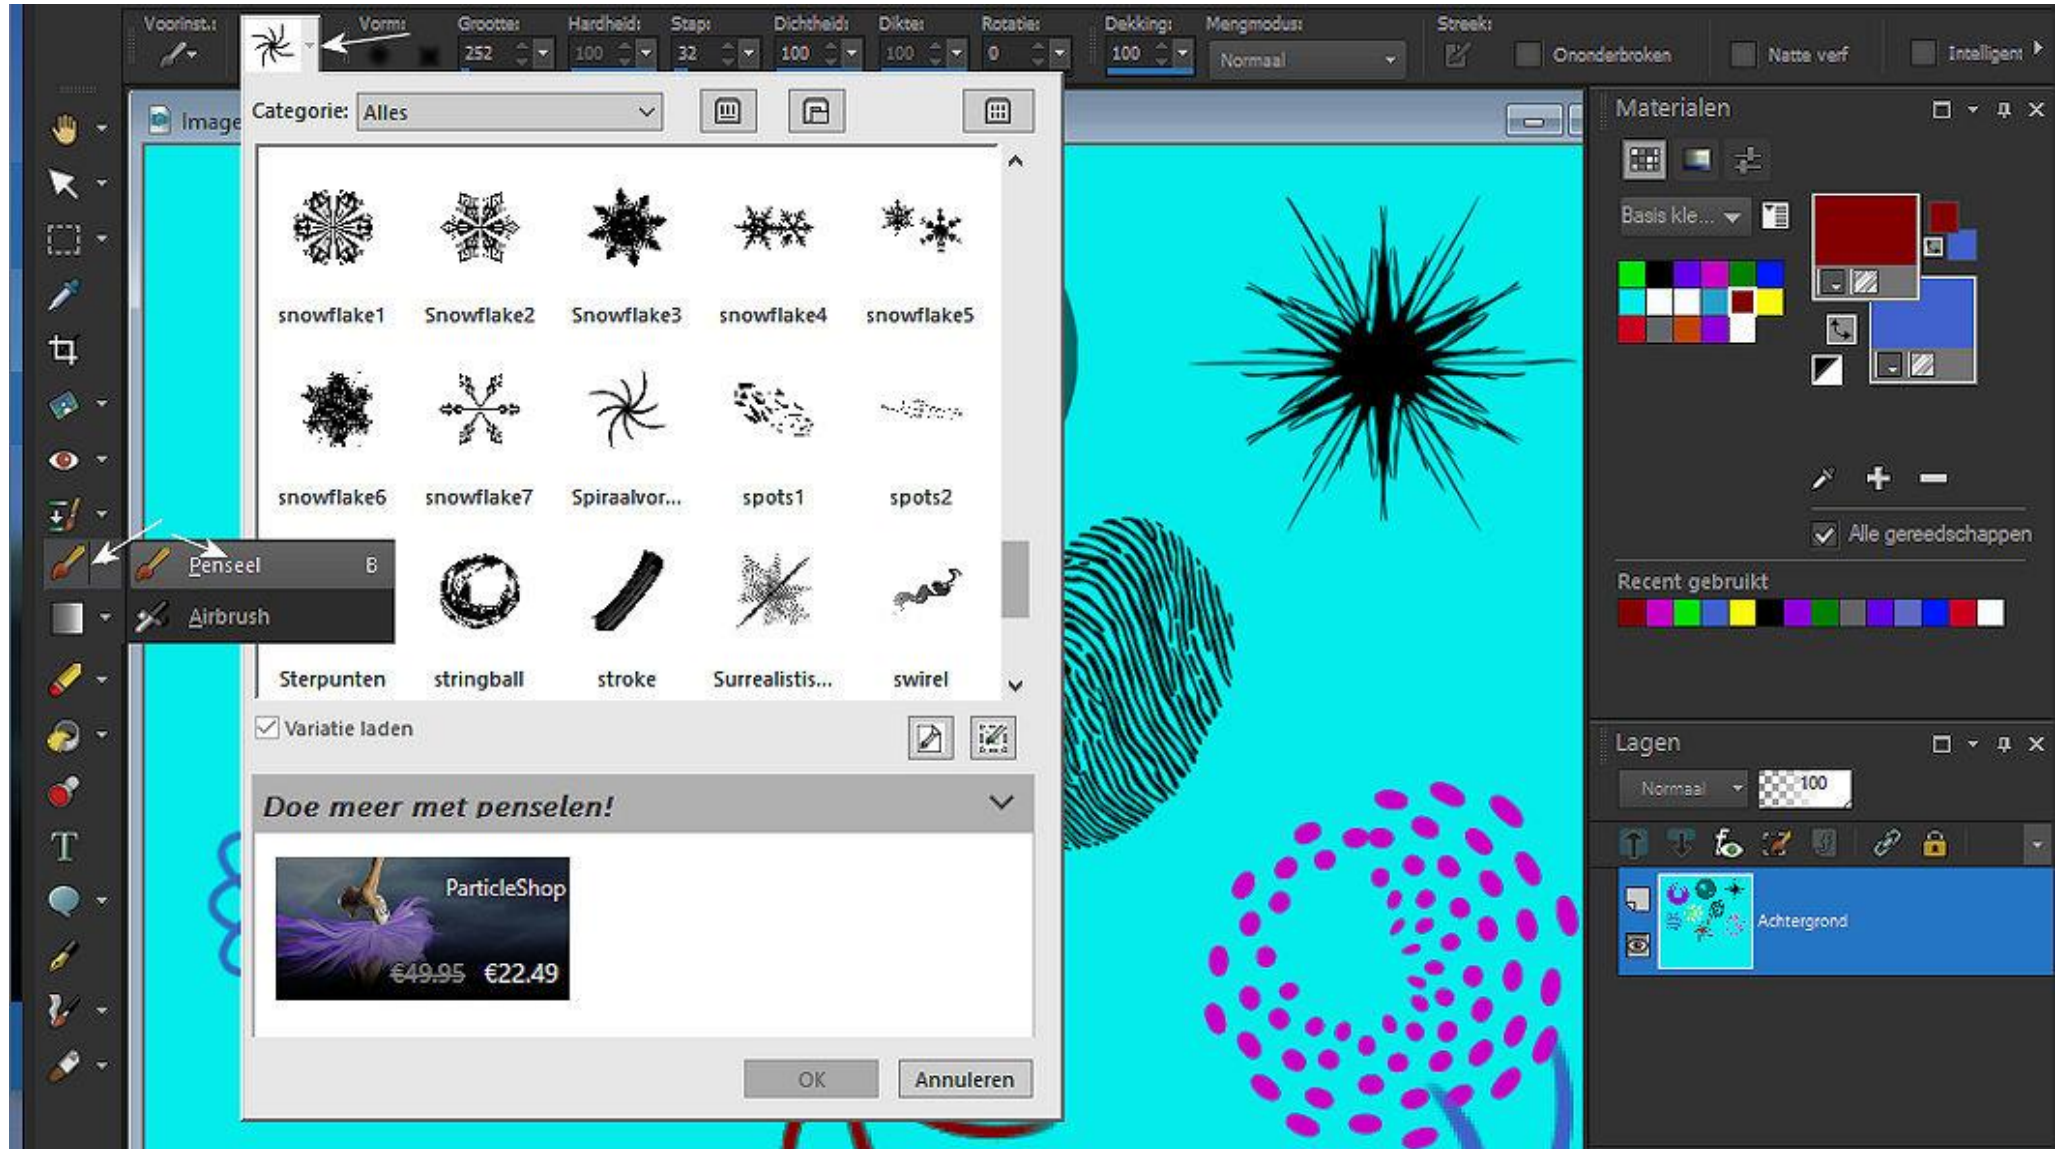 Voorinst.: Vorm: Grootte: Hardheid: Stap: Dichtheid: Dikte: Rotatie: Dekking: Mengmodus: Streek:
252 100 32 100 100 0 100 Normaal Ononderbroken Natte verf Intelligent
Image
Categorie: Alles
snowflake1 Snowflake2 Snowflake3 snowflake4 snowflake5
snowflake6 snowflake7 Spiraalvor... spots1 spots2
Penseel B
Airbrush
Sterpunten stringball stroke Surrealistis... swirel
Variatie laden
Doe meer met penselen!
ParticleShop
€49.95 €22.49
OK Annuleren
Materialen
Basis kle...
Alle gereedschappen
Recent gebruikt
Lagen
Normaal 100
T
Achtergrond